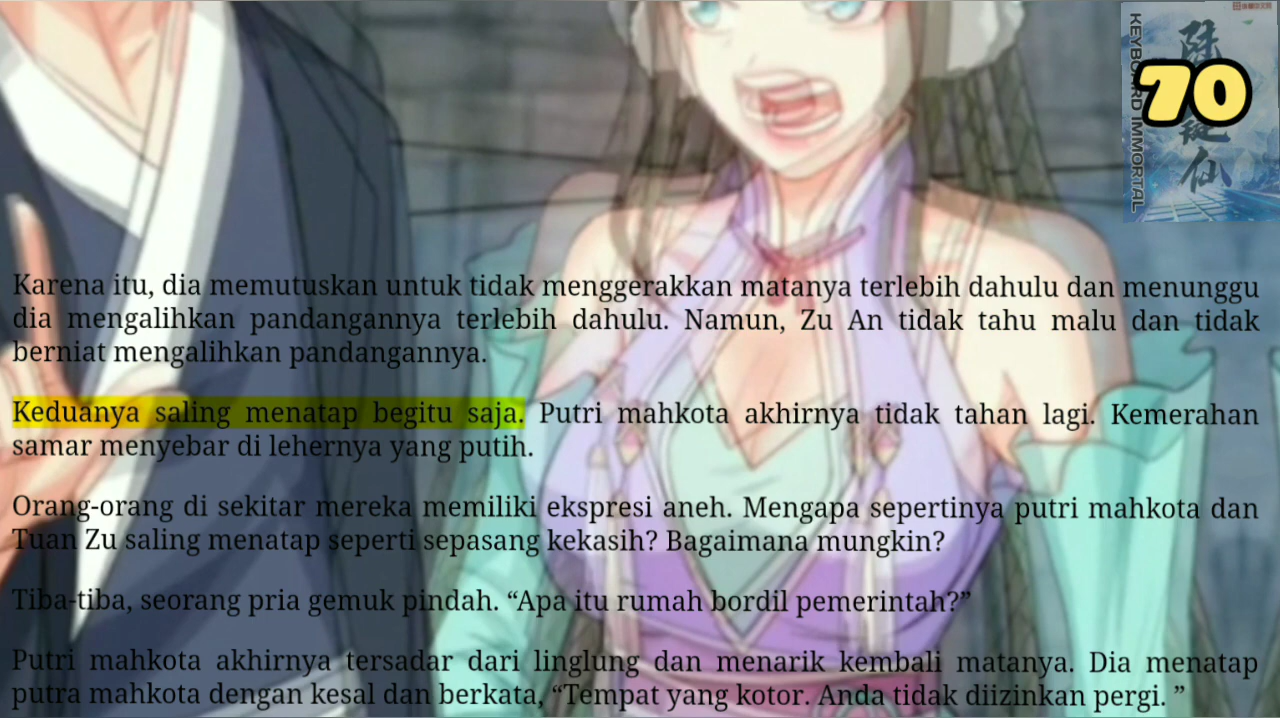 KEYBOARD IMMORTAL
70
仙
Karena itu, dia memutuskan untuk tidak menggerakkan matanya terlebih dahulu dan menunggu
dia mengalihkan pandangannya terlebih dahulu. Namun, Zu An tidak tahu malu dan tidak
berniat mengalihkan pandangannya.
Keduanya saling menatap begitu saja. Putri mahkota akhirnya tidak tahan lagi. Kemerahan
samar menyebar di lehernya yang putih.
Orang-orang di sekitar mereka memiliki ekspresi aneh. Mengapa sepertinya putri mahkota dan
Tuan Zu saling menatap seperti sepasang kekasih? Bagaimana mungkin?
Tiba-tiba, seorang pria gemuk pindah. “Apa itu rumah bordil pemerintah?”
Putri mahkota akhirnya tersadar dari linglung dan menarik kembali matanya. Dia menatap
putra mahkota dengan kesal dan berkata, “Tempat yang kotor. Anda tidak diizinkan pergi. ”